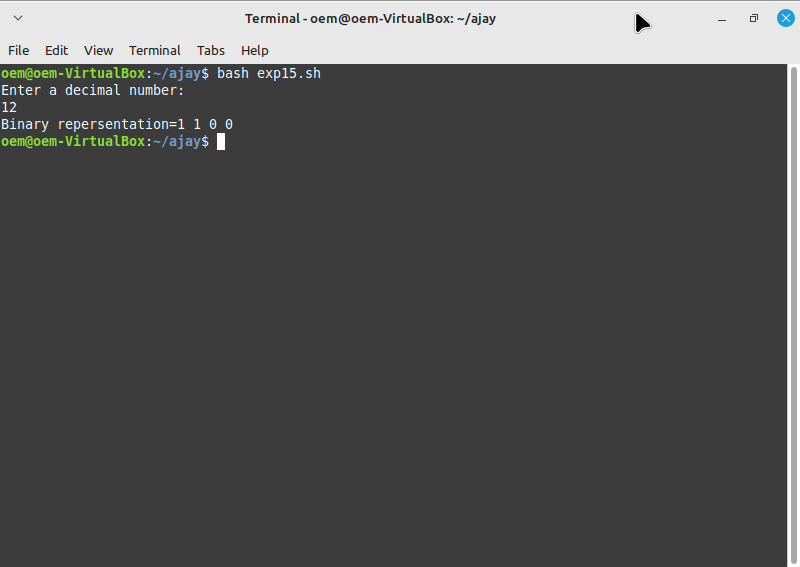 Terminal - oem@oem-VirtualBox: ~/ajay
File Edit View Terminal Tabs Help
oem@oem-VirtualBox:~/ajay$ bash exp15.sh
Enter a decimal number:
12
Binary repersentation=1 1 0 0
oem@oem-VirtualBox:~/ajay$